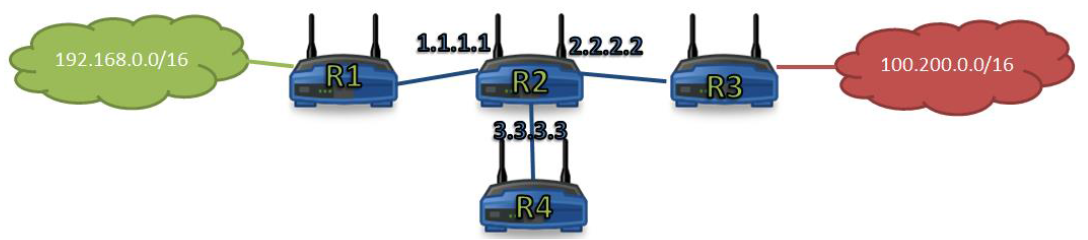 1.1.1.1
2.2.2.2
192.168.0.0/16
R1
R2
R3
100.200.0.0/16
3.3.3.3
R4